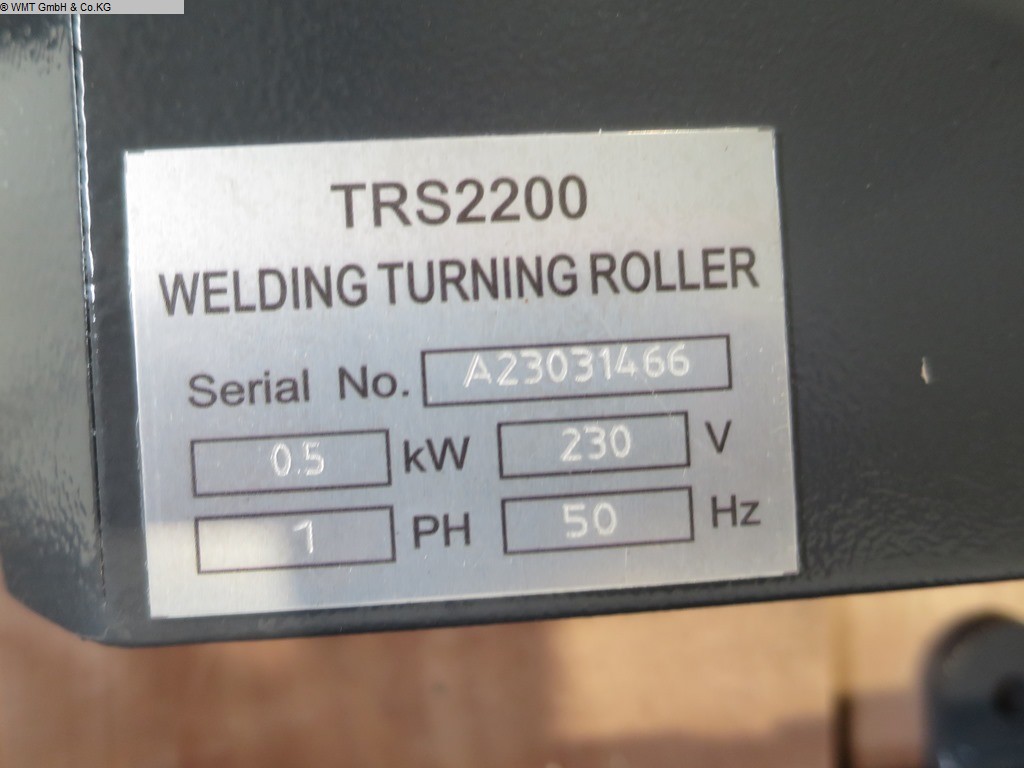 © WMT GmbH & Co.KG
TRS2200
WELDING TURNING ROLLER
Serial No. A23031466
0.5 kW 230 V
1 PH 50 Hz